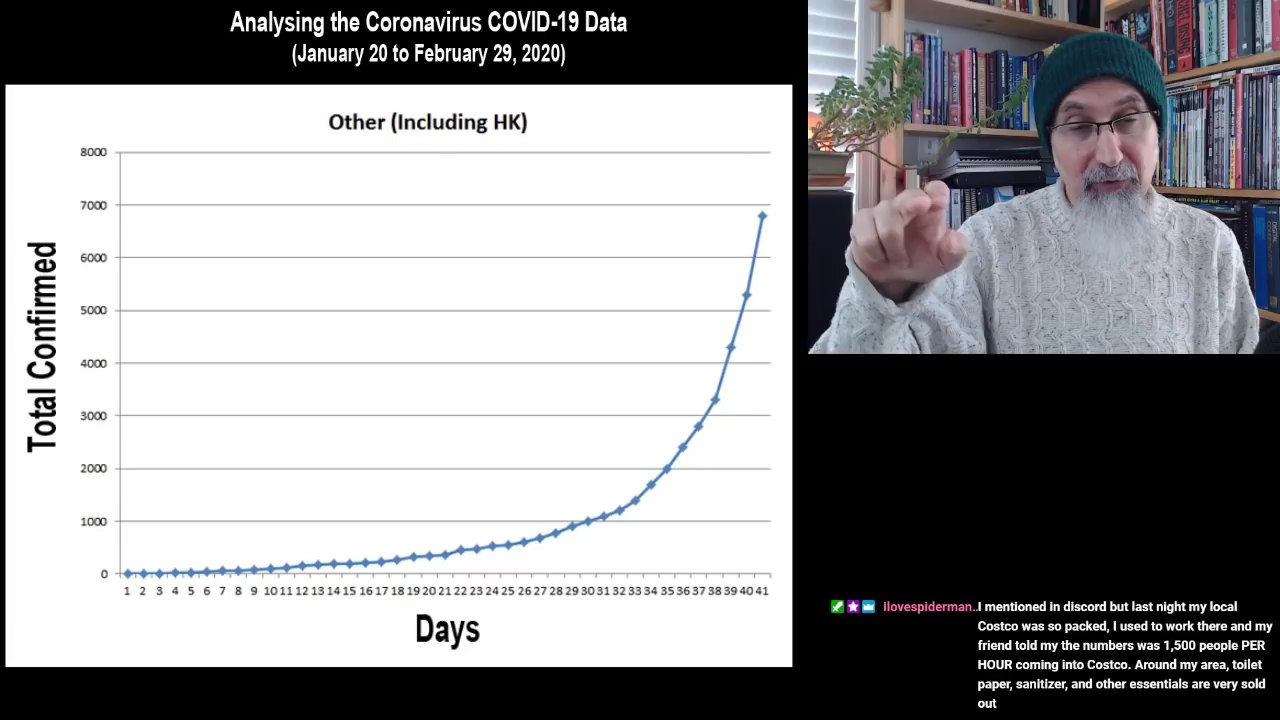 Analysing the Coronavirus COVID-19 Data
(January 20 to February 29, 2020)
Other (Including HK)
8000
7000
6000
5000
4000
3000
2000
1000
0
Total Confirmed
1 2 3 4 5 6 7 8 9 10 11 12 13 14 15 16 17 18 19 20 21 22 23 24 25 26 27 28 29 30 31 32 33 34 35 36 37 38 39 40 41
Days
ilovespiderman..I mentioned in discord but last night my local
Costco was so packed, I used to work there and my
friend told my the numbers was 1,500 people PER
HOUR coming into Costco. Around my area, toilet
paper, sanitizer, and other essentials are very sold
out